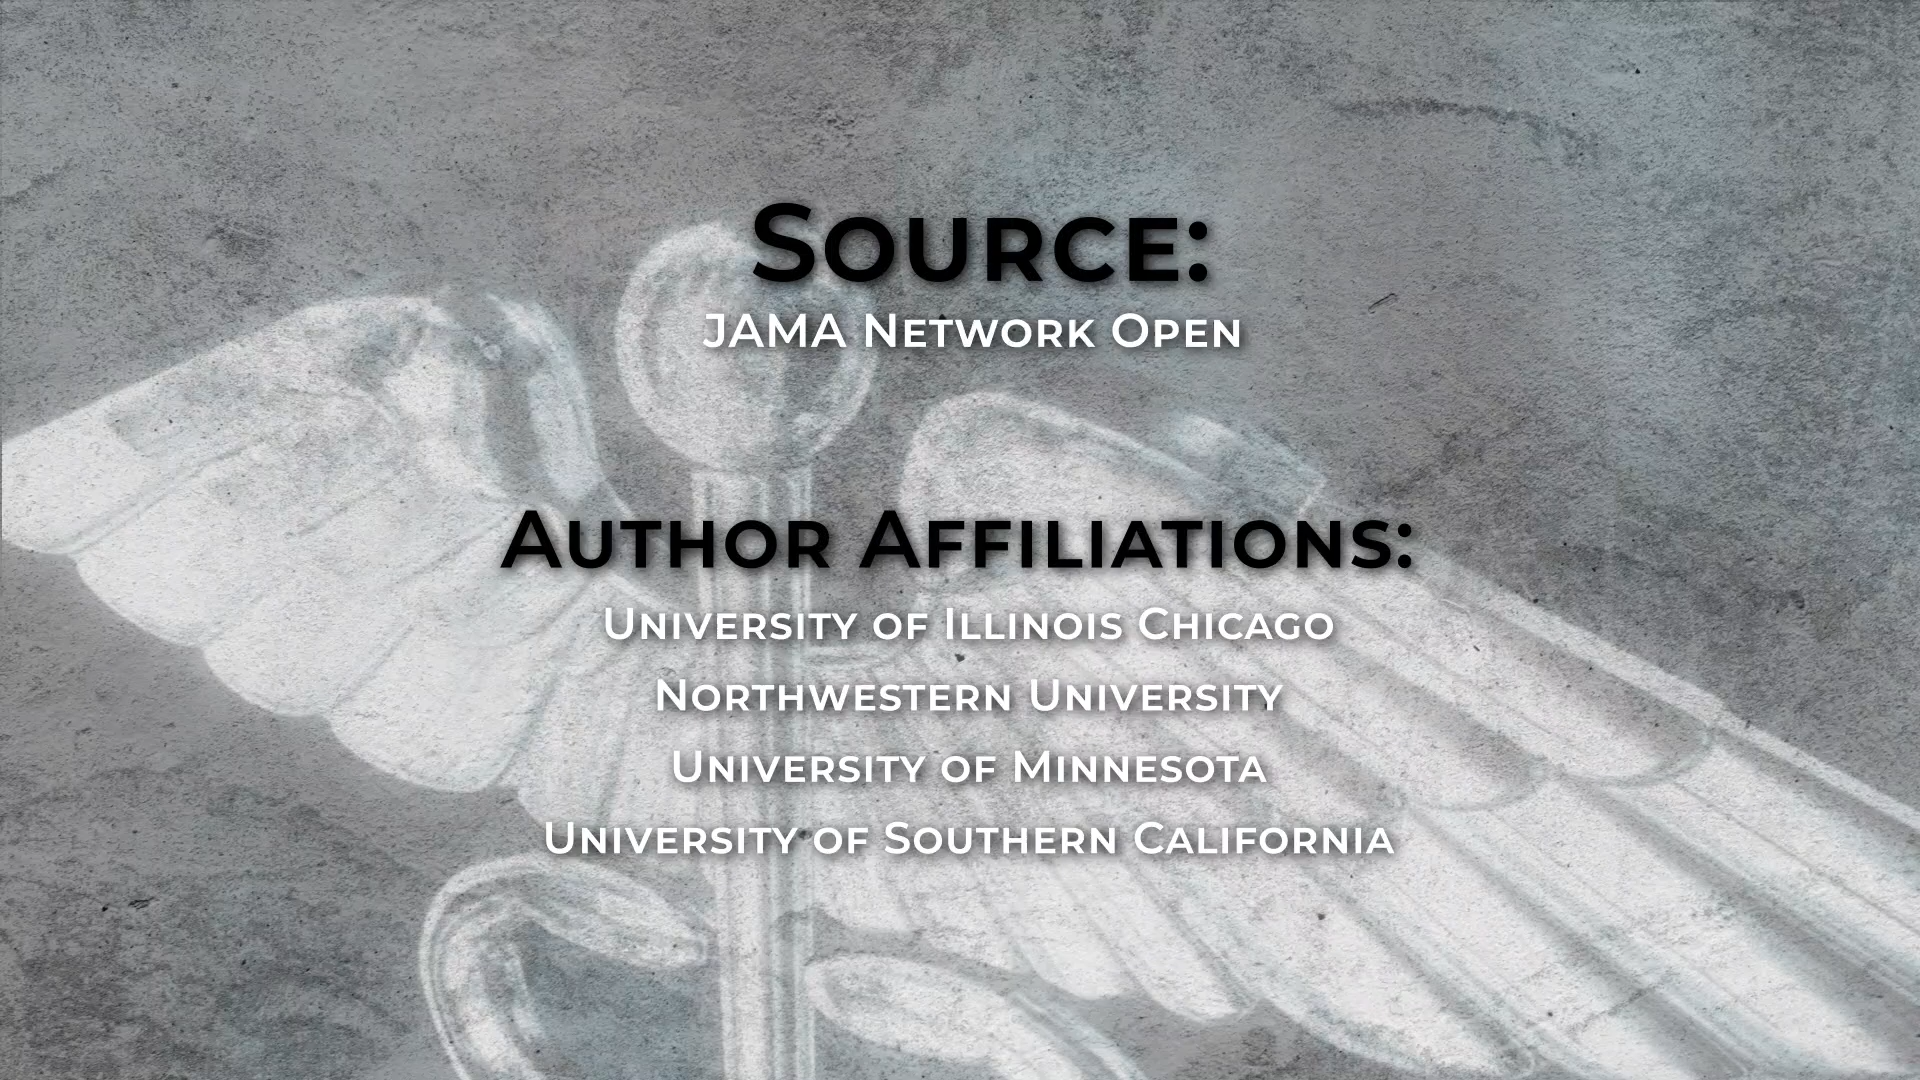 Source:
JAMA Network Open
Author Affiliations:
University of Illinois Chicago
Northwestern University
University of Minnesota
University of Southern California